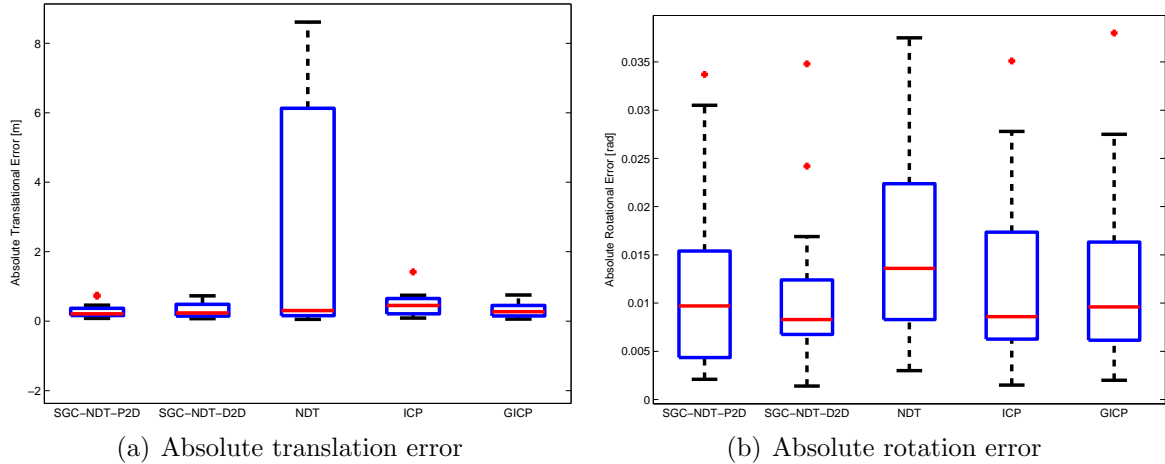 Absolute Translational Error [m]
8
6
4
2
0
−2
SGC−NDT−P2D SGC−NDT−D2D NDT ICP GICP
(a) Absolute translation error
Absolute Rotational Error [rad]
0.035
0.03
0.025
0.02
0.015
0.01
0.005
0
SGC−NDT−P2D SGC−NDT−D2D NDT ICP GICP
(b) Absolute rotation error